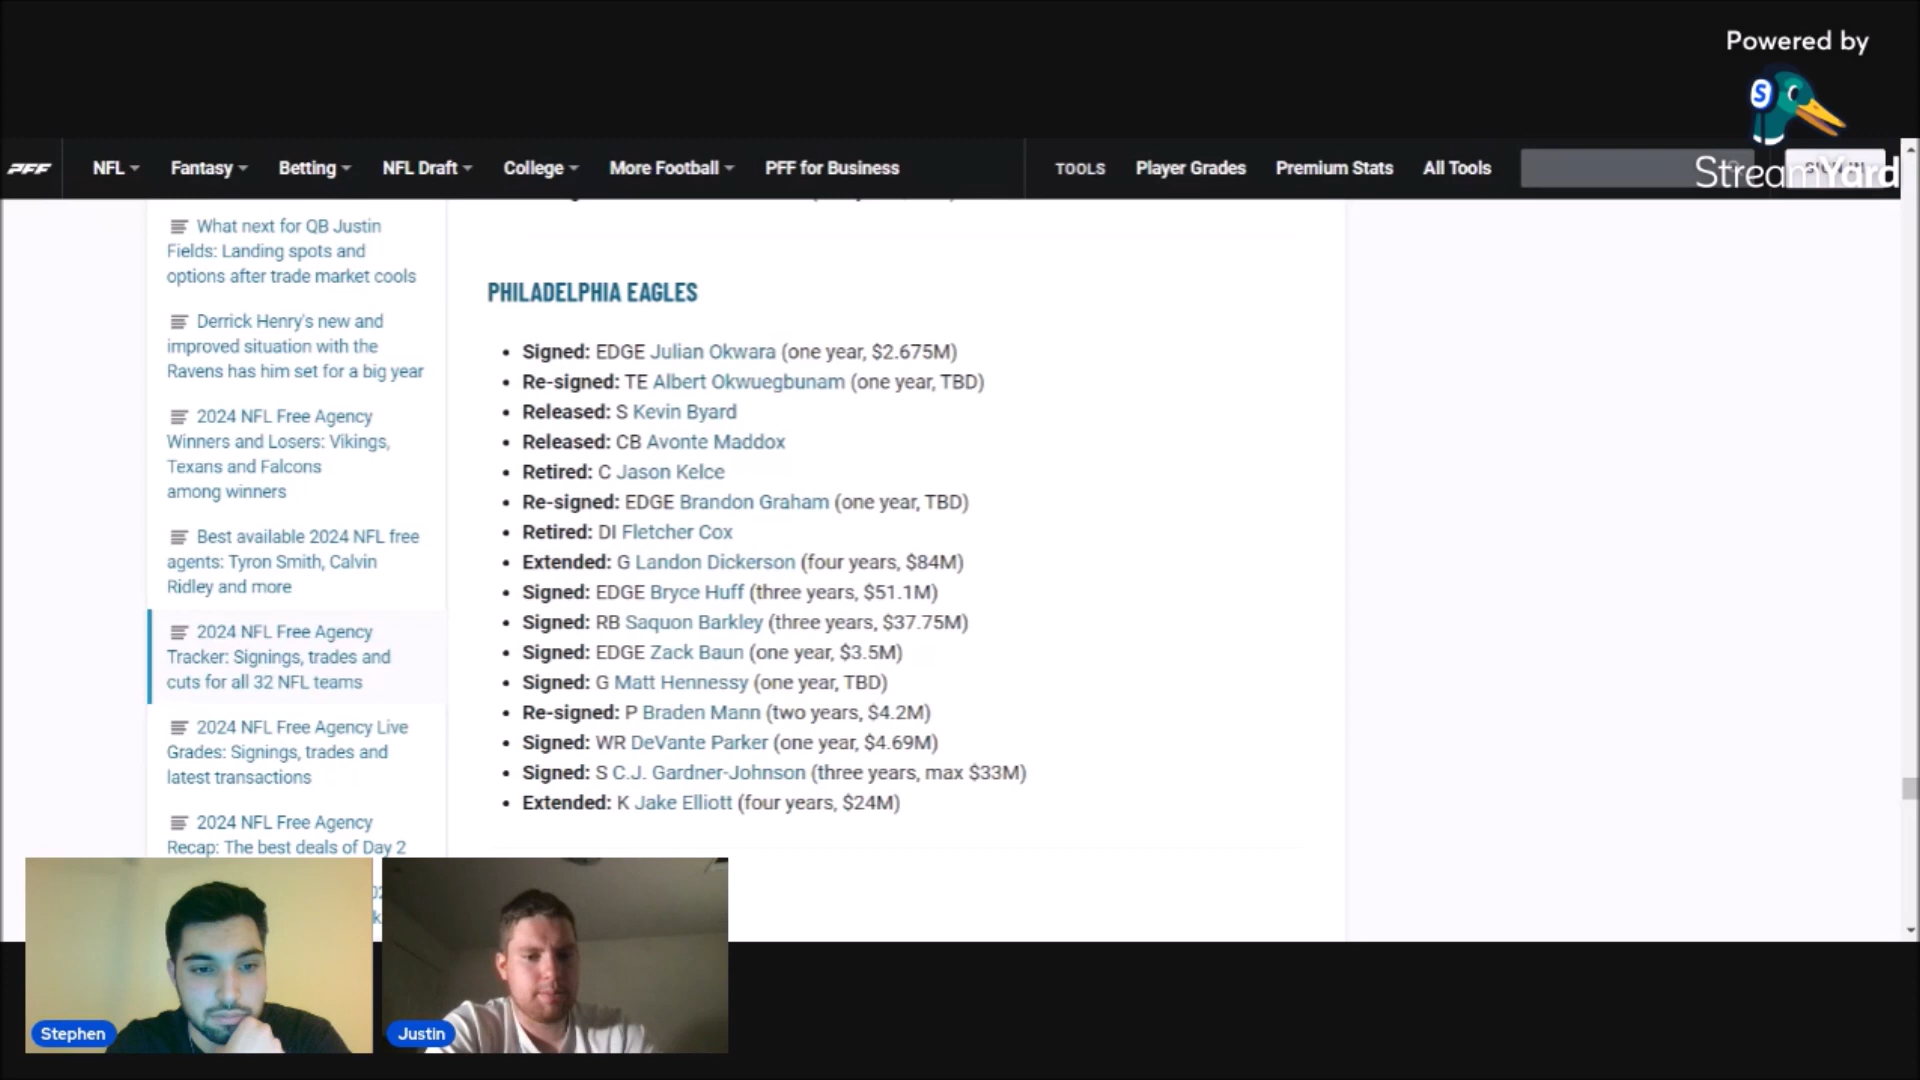 Powered by
StreamYard
PFF
NFL
Fantasy
Betting
NFL Draft
College
More Football
PFF for Business
TOOLS
Player Grades
Premium Stats
All Tools
What next for QB Justin
Fields: Landing spots and
options after trade market cools
Derrick Henry's new and
improved situation with the
Ravens has him set for a big year
2024 NFL Free Agency
Winners and Losers: Vikings,
Texans and Falcons
among winners
Best available 2024 NFL free
agents: Tyron Smith, Calvin
Ridley and more
2024 NFL Free Agency
Tracker: Signings, trades and
cuts for all 32 NFL teams
2024 NFL Free Agency Live
Grades: Signings, trades and
latest transactions
2024 NFL Free Agency
Recap: The best deals of Day 2
PHILADELPHIA EAGLES
• Signed: EDGE Julian Okwara (one year, $2.675M)
• Re-signed: TE Albert Okwuegbunam (one year, TBD)
• Released: S Kevin Byard
• Released: CB Avonte Maddox
• Retired: C Jason Kelce
• Re-signed: EDGE Brandon Graham (one year, TBD)
• Retired: DI Fletcher Cox
• Extended: G Landon Dickerson (four years, $84M)
• Signed: EDGE Bryce Huff (three years, $51.1M)
• Signed: RB Saquon Barkley (three years, $37.75M)
• Signed: EDGE Zack Baun (one year, $3.5M)
• Signed: G Matt Hennessy (one year, TBD)
• Re-signed: P Braden Mann (two years, $4.2M)
• Signed: WR DeVante Parker (one year, $4.69M)
• Signed: S C.J. Gardner-Johnson (three years, max $33M)
• Extended: K Jake Elliott (four years, $24M)
Stephen
Justin